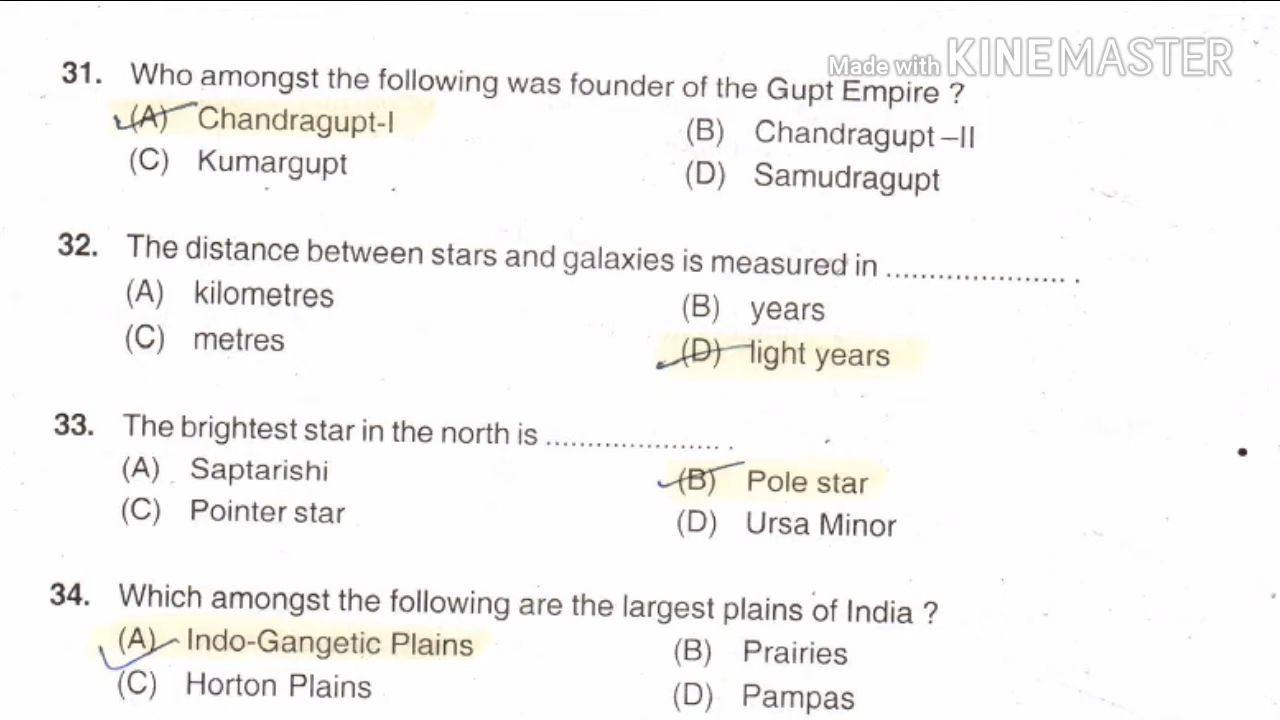 Made with KINEMASTER
31. Who amongst the following was founder of the Gupt Empire ?
(A) Chandragupt-I (B) Chandragupt –II
(C) Kumargupt (D) Samudragupt
32. The distance between stars and galaxies is measured in ..................... .
(A) kilometres (B) years
(C) metres (D) light years
33. The brightest star in the north is ..................... .
(A) Saptarishi (B) Pole star
(C) Pointer star (D) Ursa Minor
34. Which amongst the following are the largest plains of India ?
(A) Indo-Gangetic Plains (B) Prairies
(C) Horton Plains (D) Pampas